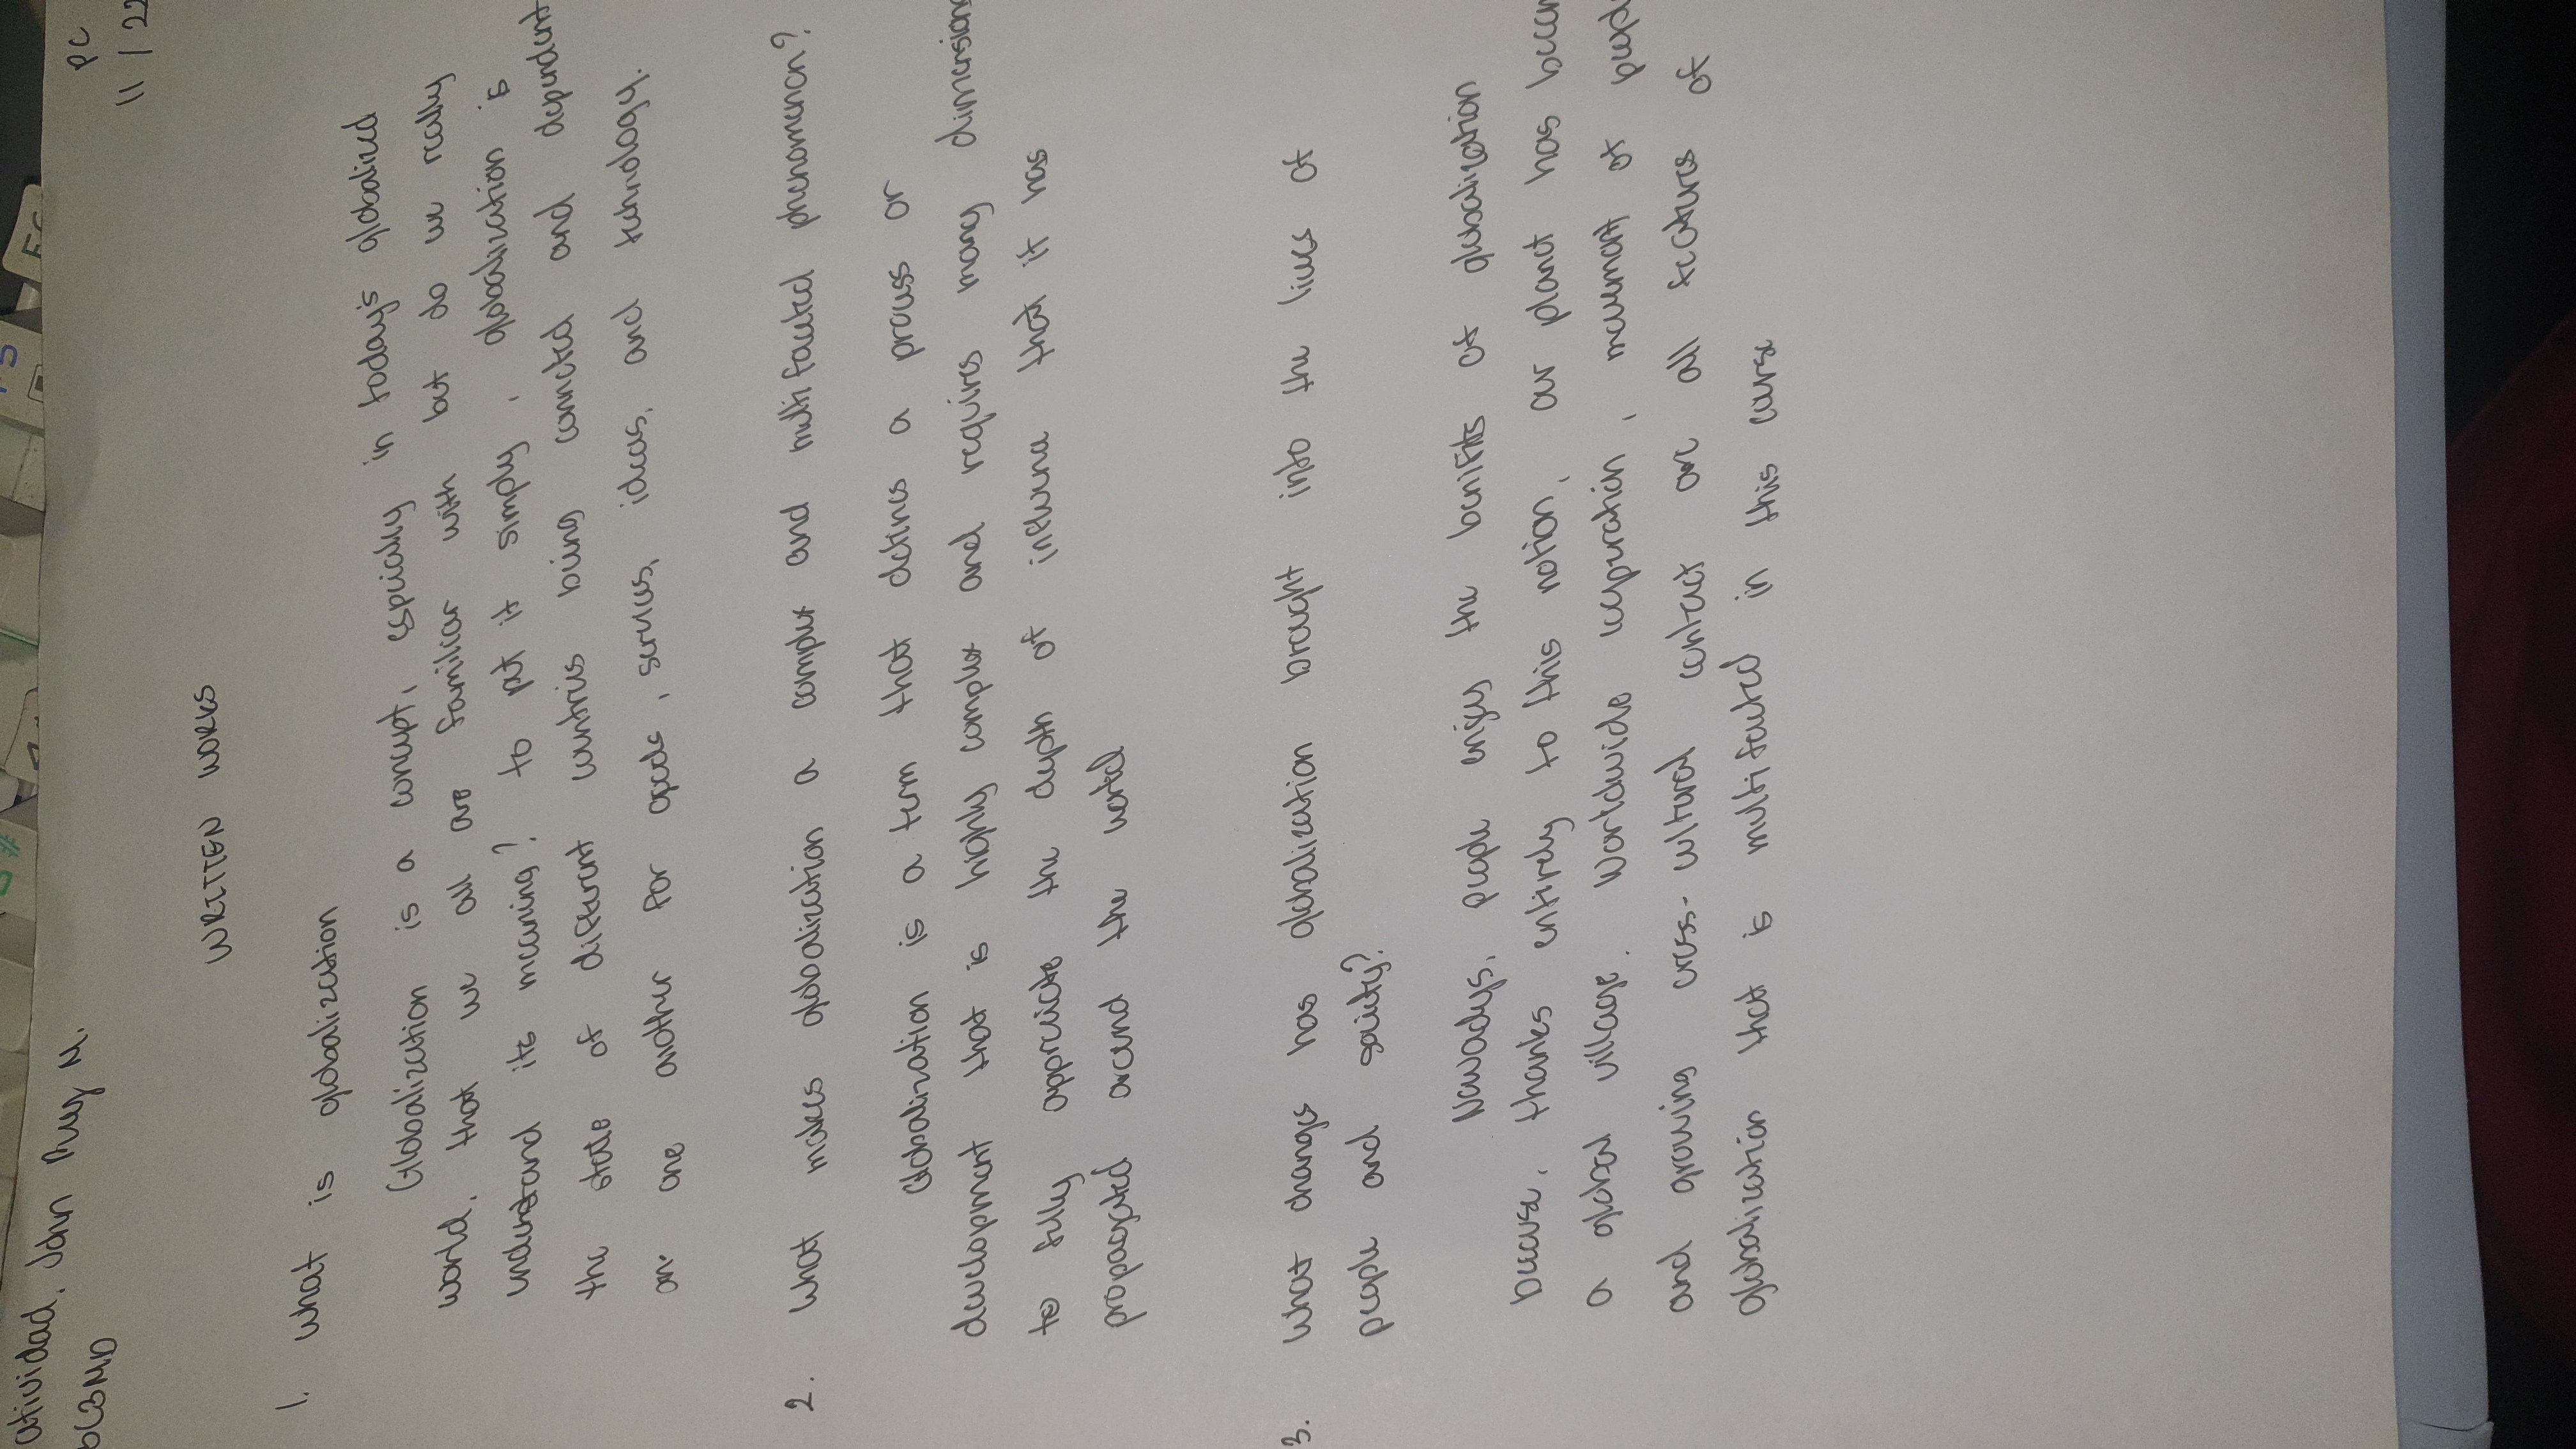 atividad, John Rey M.
PC
11 / 22
WRITTEN WORKS
1. What is globalization
Globalization is a concept, especially in today's globalized
world, that we all are familiar with but do we really
understand its meaning? to put it simply, globalization is
the state of different countries being connected and dependent
on one another for goods, services, ideas, and technology.
2. What makes globalization a complex and multifaceted phenomenon?
Globalization is a term that defines a process or
development that is highly complex and requires many dimensions
to fully appreciate the depth of influence that it has
propagated around the world
3. What changes has globalization brought into the lives of
people and society?
Nowadys, people enjoy the benifits of globalization
becuse, thanks entirely to this notion, our planet has becom
a global village. Worldwide cooperation, movement of peopl
and growing cross-cultural contact are all features of
globalization that is multifaceted in this course